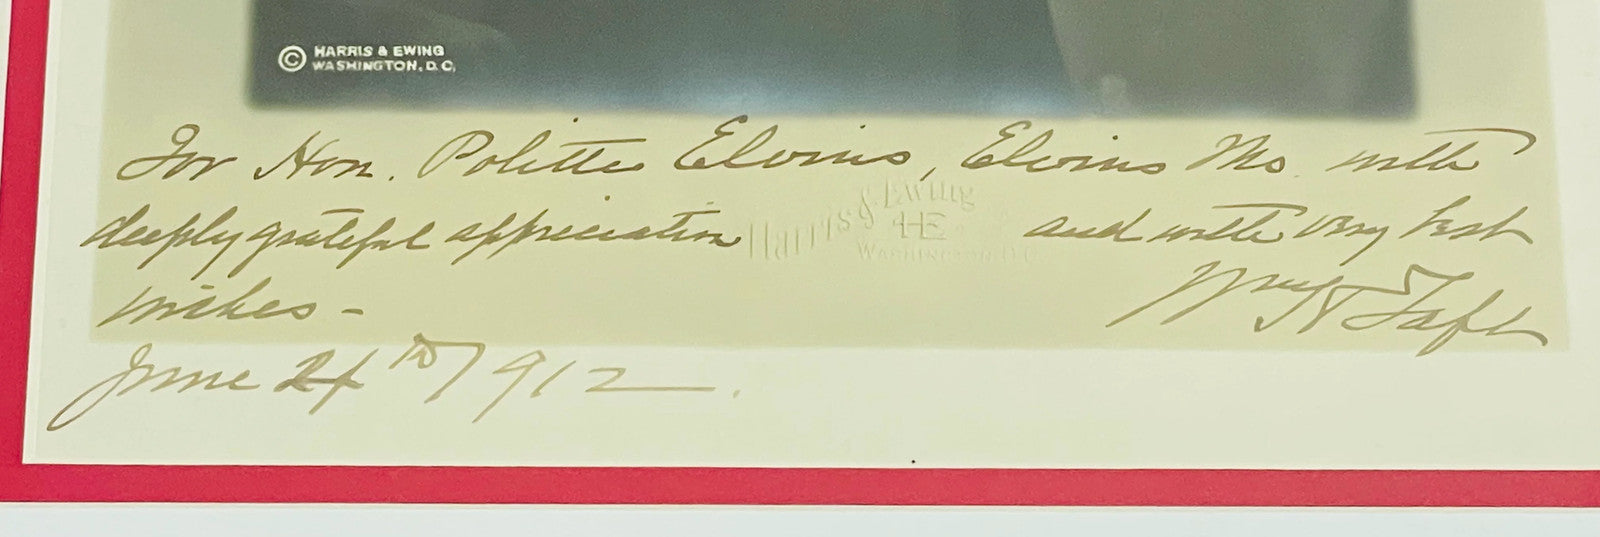 © HARRIS & EWING
WASHINGTON, D.C.
For Hon. Politte Elvins, Elvins Mo. with
deeply grateful appreciation and with very best
wishes -
Harris & Ewing
HE
WASHINGTON D.C.
Wm H Taft
June 24th 1912.